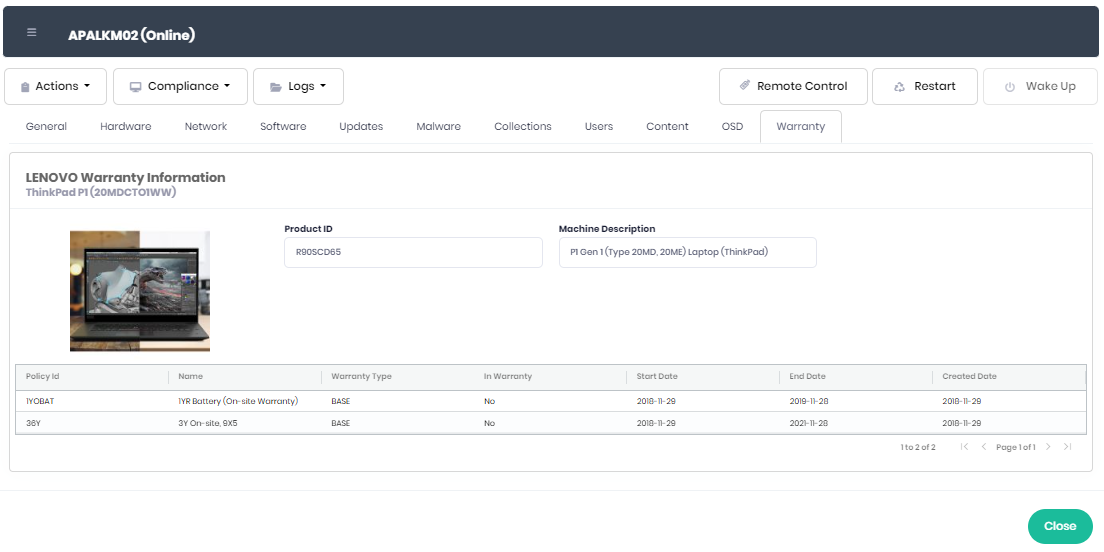 APALKM02 (Online)
Actions Compliance Logs Remote Control Restart Wake Up
General Hardware Network Software Updates Malware Collections Users Content OSD Warranty
LENOVO Warranty Information
ThinkPad P1 (20MDCTO1WW)
Product ID Machine Description
R90SCD65 P1 Gen 1 (Type 20MD, 20ME) Laptop (ThinkPad)
Policy Id Name Warranty Type In Warranty Start Date End Date Created Date
1YOBAT 1YR Battery (On-site Warranty) BASE No 2018-11-29 2019-11-28 2018-11-29
36Y 3Y On-site, 9X5 BASE No 2018-11-29 2021-11-28 2018-11-29
1 to 2 of 2 Page 1 of 1
Close